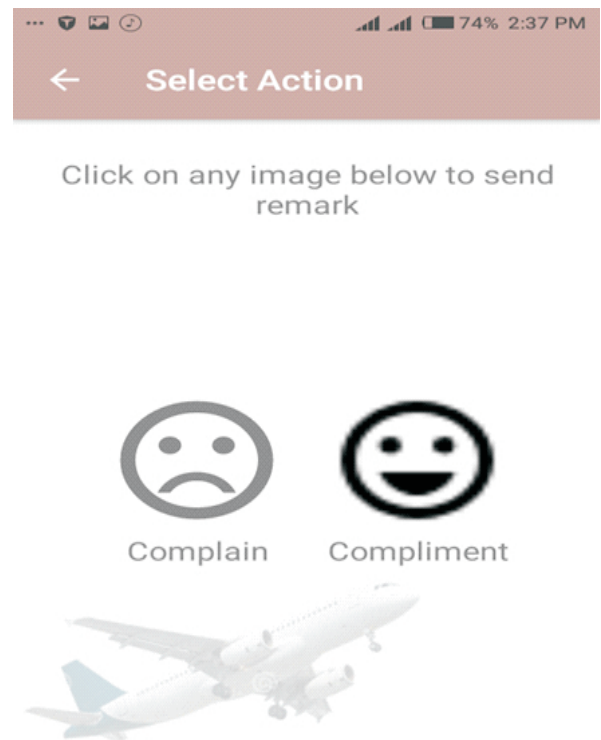 74% 2:37 PM
Select Action
Click on any image below to send
remark
Complain
Compliment